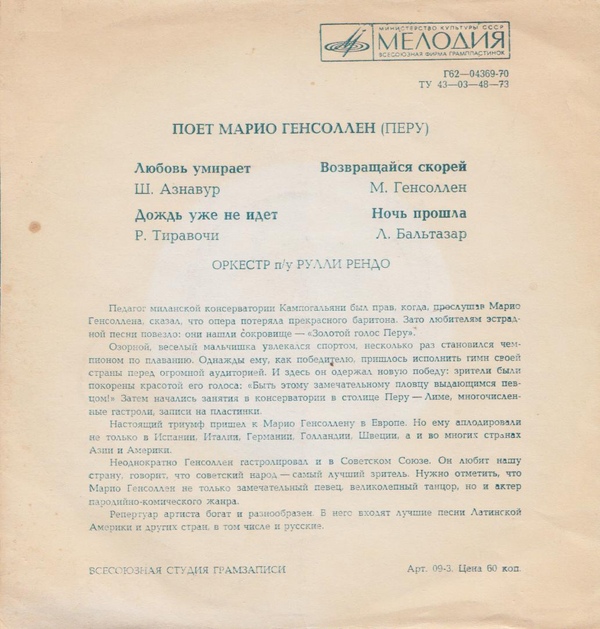 МИНИСТЕРСТВО КУЛЬТУРЫ СССР
МЕЛОДИЯ
ВСЕСОЮЗНАЯ ФИРМА ГРАМПЛАСТИНОК
Г62—04369-70
ТУ 43—03—48—73
ПОЕТ МАРИО ГЕНСОЛЛЕН (ПЕРУ)
Любовь умирает
Ш. Азнавур
Возвращайся скорей
М. Генсоллен
Дождь уже не идет
Р. Тиравочи
Ночь прошла
Л. Бальтазар
ОРКЕСТР п/у РУЛЛИ РЕНДО
Педагог миланской консерватории Кампогальяни был прав, когда, прослушав Марио
Генсоллена, сказал, что опера потеряла прекрасного баритона. Зато любителям эстрад-
ной песни повезло: они нашли сокровище — «Золотой голос Перу».
Озорной, веселый мальчишка увлекался спортом, несколько раз становился чем-
пионом по плаванию. Однажды ему, как победителю, пришлось исполнить гимн своей
страны перед огромной аудиторией. И здесь он одержал новую победу: зрители были
покорены красотой его голоса: «Быть этому замечательному пловцу выдающимся пев-
цом!» Затем начались занятия в консерватории в столице Перу — Лиме, многочислен-
ные гастроли, записи на пластинки.
Настоящий триумф пришел к Марио Генсоллену в Европе. Но ему аплодировали
не только в Испании, Италии, Германии, Голландии, Швеции, а и во многих странах
Азии и Америки.
Неоднократно Генсоллен гастролировал и в Советском Союзе. Он любит нашу
страну, говорит, что советский народ — самый лучший зритель. Нужно отметить, что
Марио Генсоллен не только замечательный певец, великолепный танцор, но и актер
пародийно-комического жанра.
Репертуар артиста богат и разнообразен. В него входят лучшие песни Латинской
Америки и других стран, в том числе и русские.
ВСЕСОЮЗНАЯ СТУДИЯ ГРАМЗАПИСИ
Арт. 09-3. Цена 60 коп.